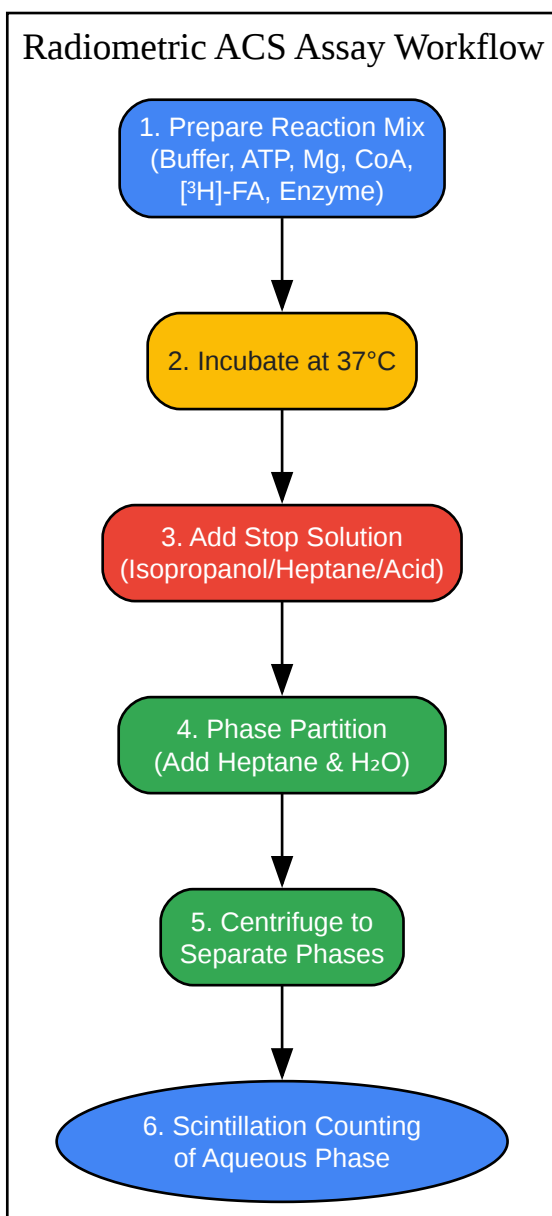 Radiometric ACS Assay Workflow
1. Prepare Reaction Mix
(Buffer, ATP, Mg, CoA,
[³H]-FA, Enzyme)
2. Incubate at 37°C
3. Add Stop Solution
(Isopropanol/Heptane/Acid)
4. Phase Partition
(Add Heptane & H₂O)
5. Centrifuge to
Separate Phases
6. Scintillation Counting
of Aqueous Phase